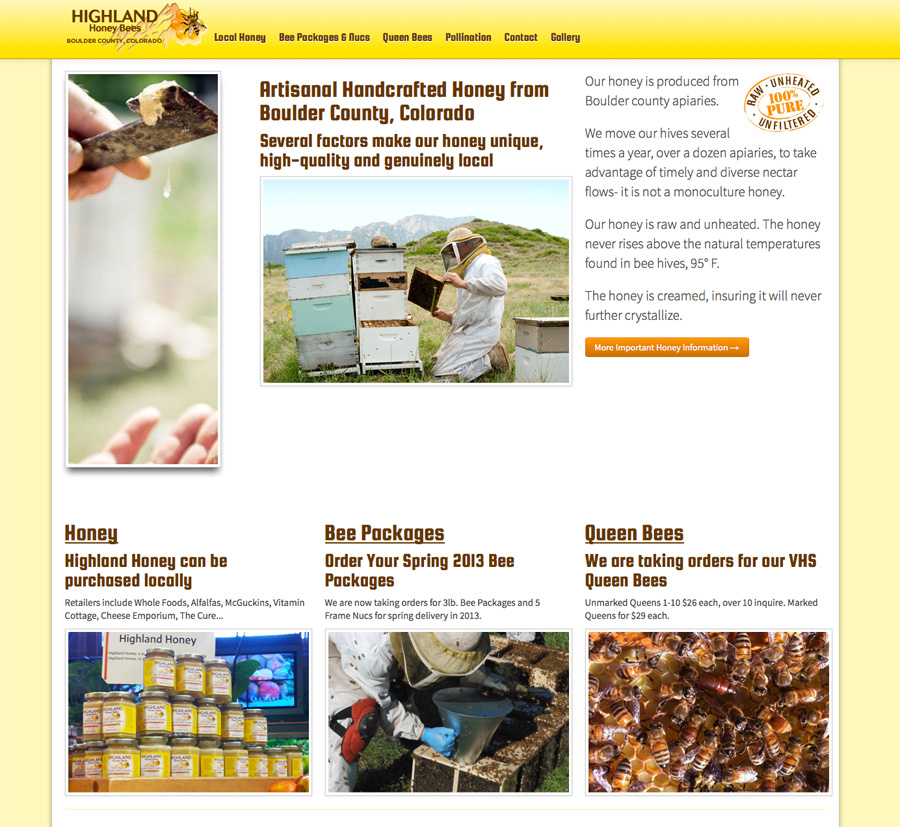 HIGHLAND
Honey Bees
BOULDER COUNTY, COLORADO
Local Honey
Bee Packages & Nucs
Queen Bees
Pollination
Contact
Gallery
Artisanal Handcrafted Honey from
Boulder County, Colorado
Several factors make our honey unique,
high-quality and genuinely local
Our honey is produced from
Boulder county apiaries.
RAW · UNHEATED
100%
PURE
· UNFILTERED ·
We move our hives several
times a year, over a dozen apiaries, to take
advantage of timely and diverse nectar
flows- it is not a monoculture honey.
Our honey is raw and unheated. The honey
never rises above the natural temperatures
found in bee hives, 95° F.
The honey is creamed, insuring it will never
further crystallize.
More Important Honey Information →
Honey
Highland Honey can be
purchased locally
Retailers include Whole Foods, Alfalfas, McGuckins, Vitamin
Cottage, Cheese Emporium, The Cure...
Highland Honey
HIGHLAND
Bee Packages
Order Your Spring 2013 Bee
Packages
We are now taking orders for 3lb. Bee Packages and 5
Frame Nucs for spring delivery in 2013.
Queen Bees
We are taking orders for our VHS
Queen Bees
Unmarked Queens 1-10 $26 each, over 10 inquire. Marked
Queens for $29 each.